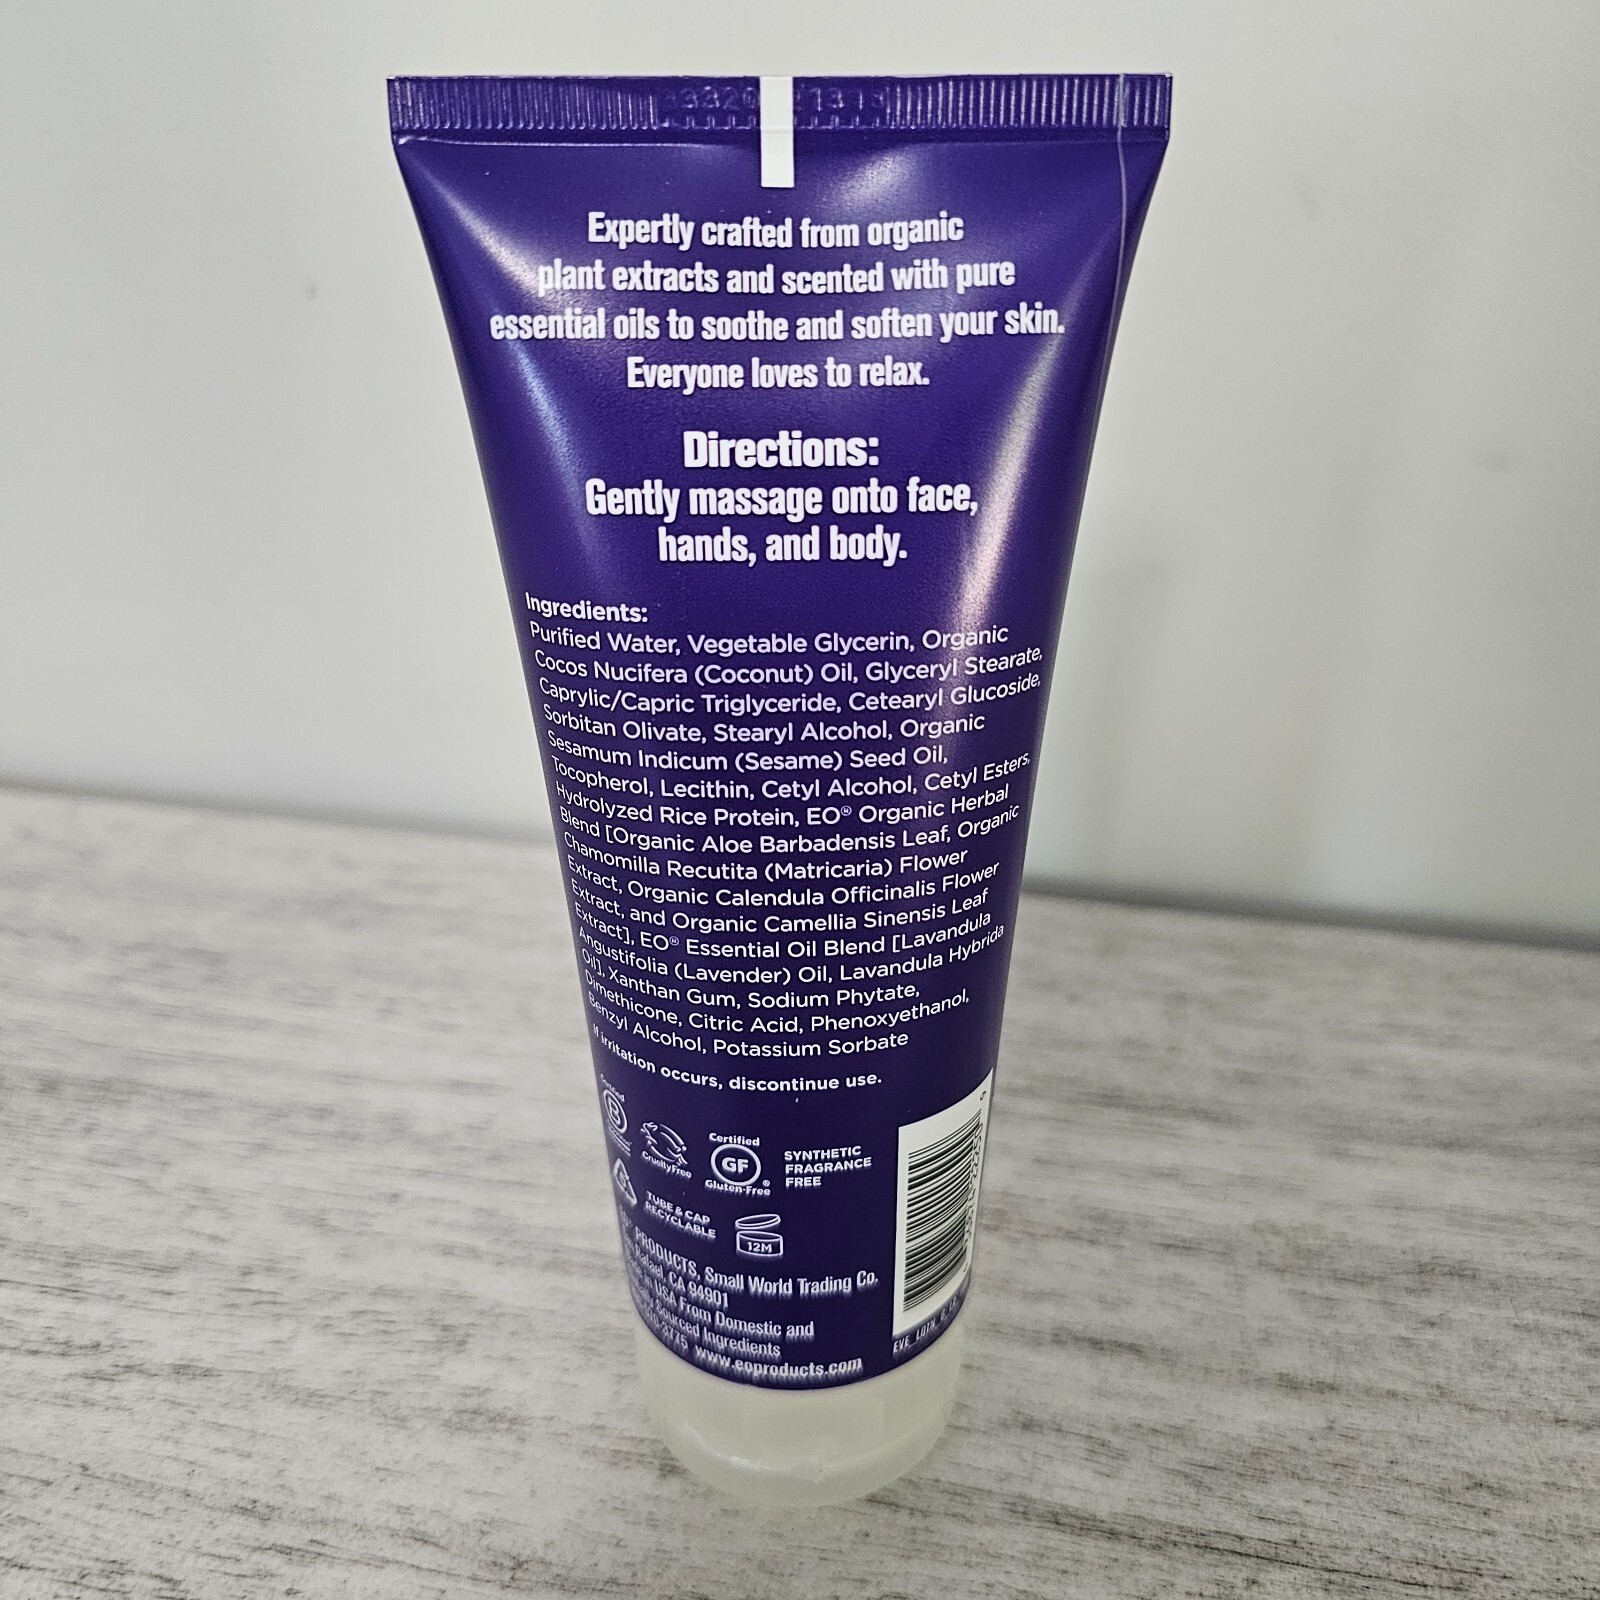 Expertly crafted from organic
plant extracts and scented with pure
essential oils to soothe and soften your skin.
Everyone loves to relax.
Directions:
Gently massage onto face,
hands, and body.
Ingredients:
Purified Water, Vegetable Glycerin, Organic
Cocos Nucifera (Coconut) Oil, Glyceryl Stearate,
Caprylic/Capric Triglyceride, Cetearyl Glucoside,
Sorbitan Olivate, Stearyl Alcohol, Organic
Sesamum Indicum (Sesame) Seed Oil,
Tocopherol, Lecithin, Cetyl Alcohol, Cetyl Esters,
Hydrolyzed Rice Protein, EO® Organic Herbal
Blend [Organic Aloe Barbadensis Leaf, Organic
Chamomilla Recutita (Matricaria) Flower
Extract, Organic Calendula Officinalis Flower
Extract, and Organic Camellia Sinensis Leaf
Extract], EO® Essential Oil Blend [Lavandula
Angustifolia (Lavender) Oil, Lavandula Hybrida
Oil], Xanthan Gum, Sodium Phytate,
Dimethicone, Citric Acid, Phenoxyethanol,
Benzyl Alcohol, Potassium Sorbate
If irritation occurs, discontinue use.
Certified
B
Cruelty Free
Certified
GF
Gluten-Free®
SYNTHETIC
FRAGRANCE
FREE
TUBE & CAP
RECYCLABLE
12M
PRODUCTS, Small World Trading Co.
Rafael, CA 94901
in USA From Domestic and
Sourced Ingredients
www.eoproducts.com
EVE LOTN